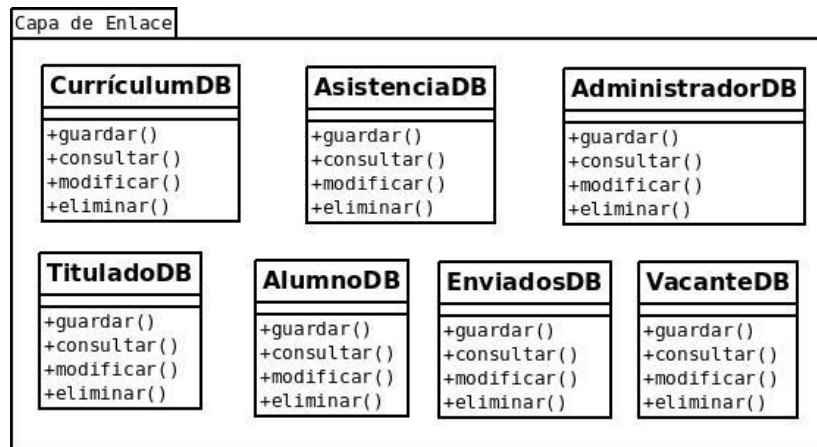 Capa de Enlace
CurrículumDB
+guardar()
+consultar()
+modificar()
+eliminar()
AsistenciaDB
+guardar()
+consultar()
+modificar()
+eliminar()
AdministradorDB
+guardar()
+consultar()
+modificar()
+eliminar()
TituladoDB
+guardar()
+consultar()
+modificar()
+eliminar()
AlumnoDB
+guardar()
+consultar()
+modificar()
+eliminar()
EnviadosDB
+guardar()
+consultar()
+modificar()
+eliminar()
VacanteDB
+guardar()
+consultar()
+modificar()
+eliminar()